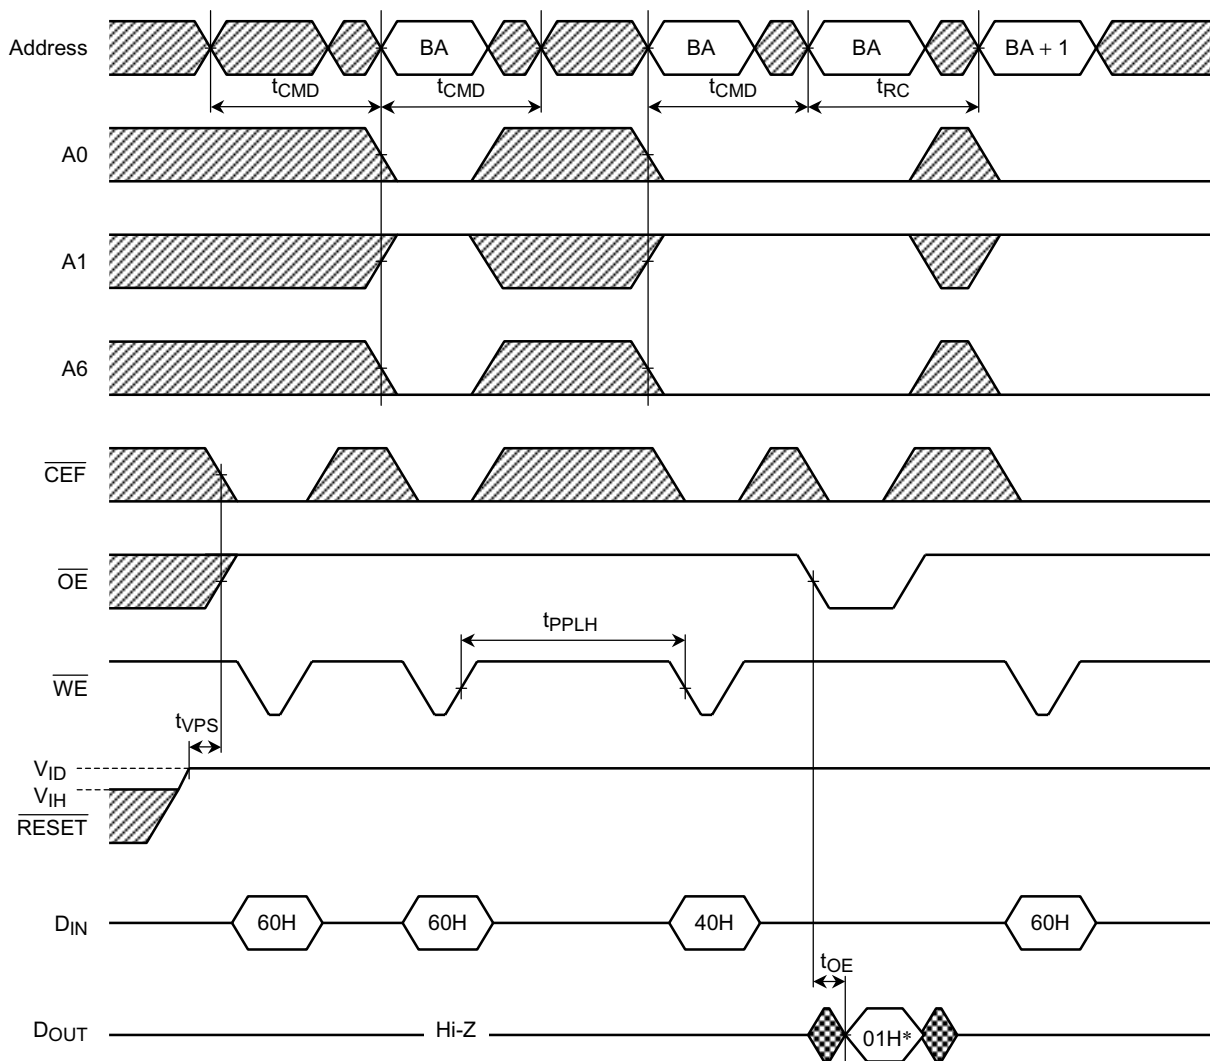 Address BA BA BA BA + 1
tCMD tCMD tCMD tRC
A0
A1
A6
CEF
OE
tPPLH
WE
tVPS
VID
VIH
RESET
DIN 60H 60H 40H 60H
tOE
DOUT Hi-Z 01H*